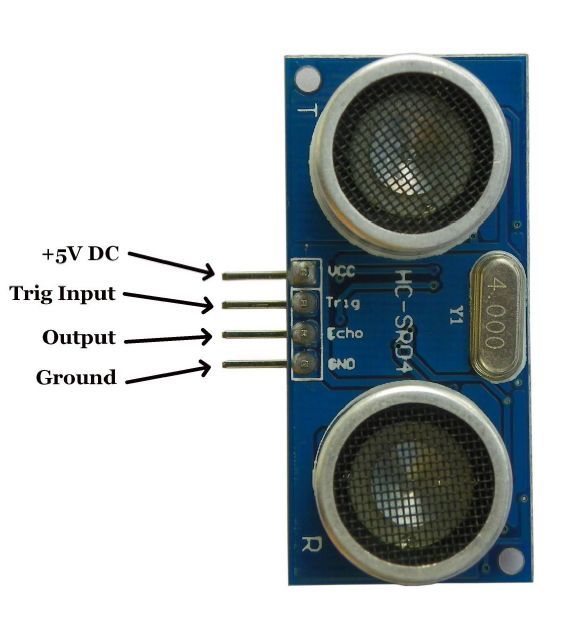 T
+5V DC
VCC
Trig Input
Trig
Output
Echo
Ground
GND
HC-SR04
Y1
4.000
R